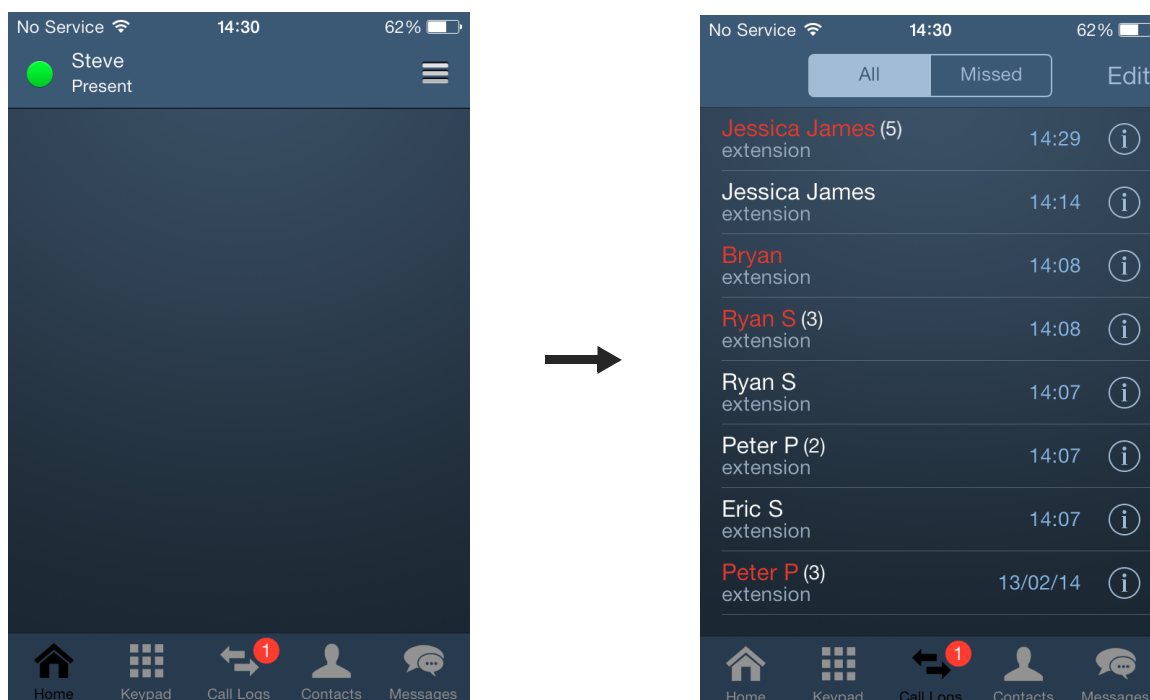 No Service 14:30 62%
Steve
Present
1
Home Keypad Call Logs Contacts Messages
No Service 14:30 62%
All Missed Edit
Jessica James (5)
extension 14:29
Jessica James
extension 14:14
Bryan
extension 14:08
Ryan S (3)
extension 14:08
Ryan S
extension 14:07
Peter P (2)
extension 14:07
Eric S
extension 14:07
Peter P (3)
extension 13/02/14
1
Home Keypad Call Logs Contacts Messages